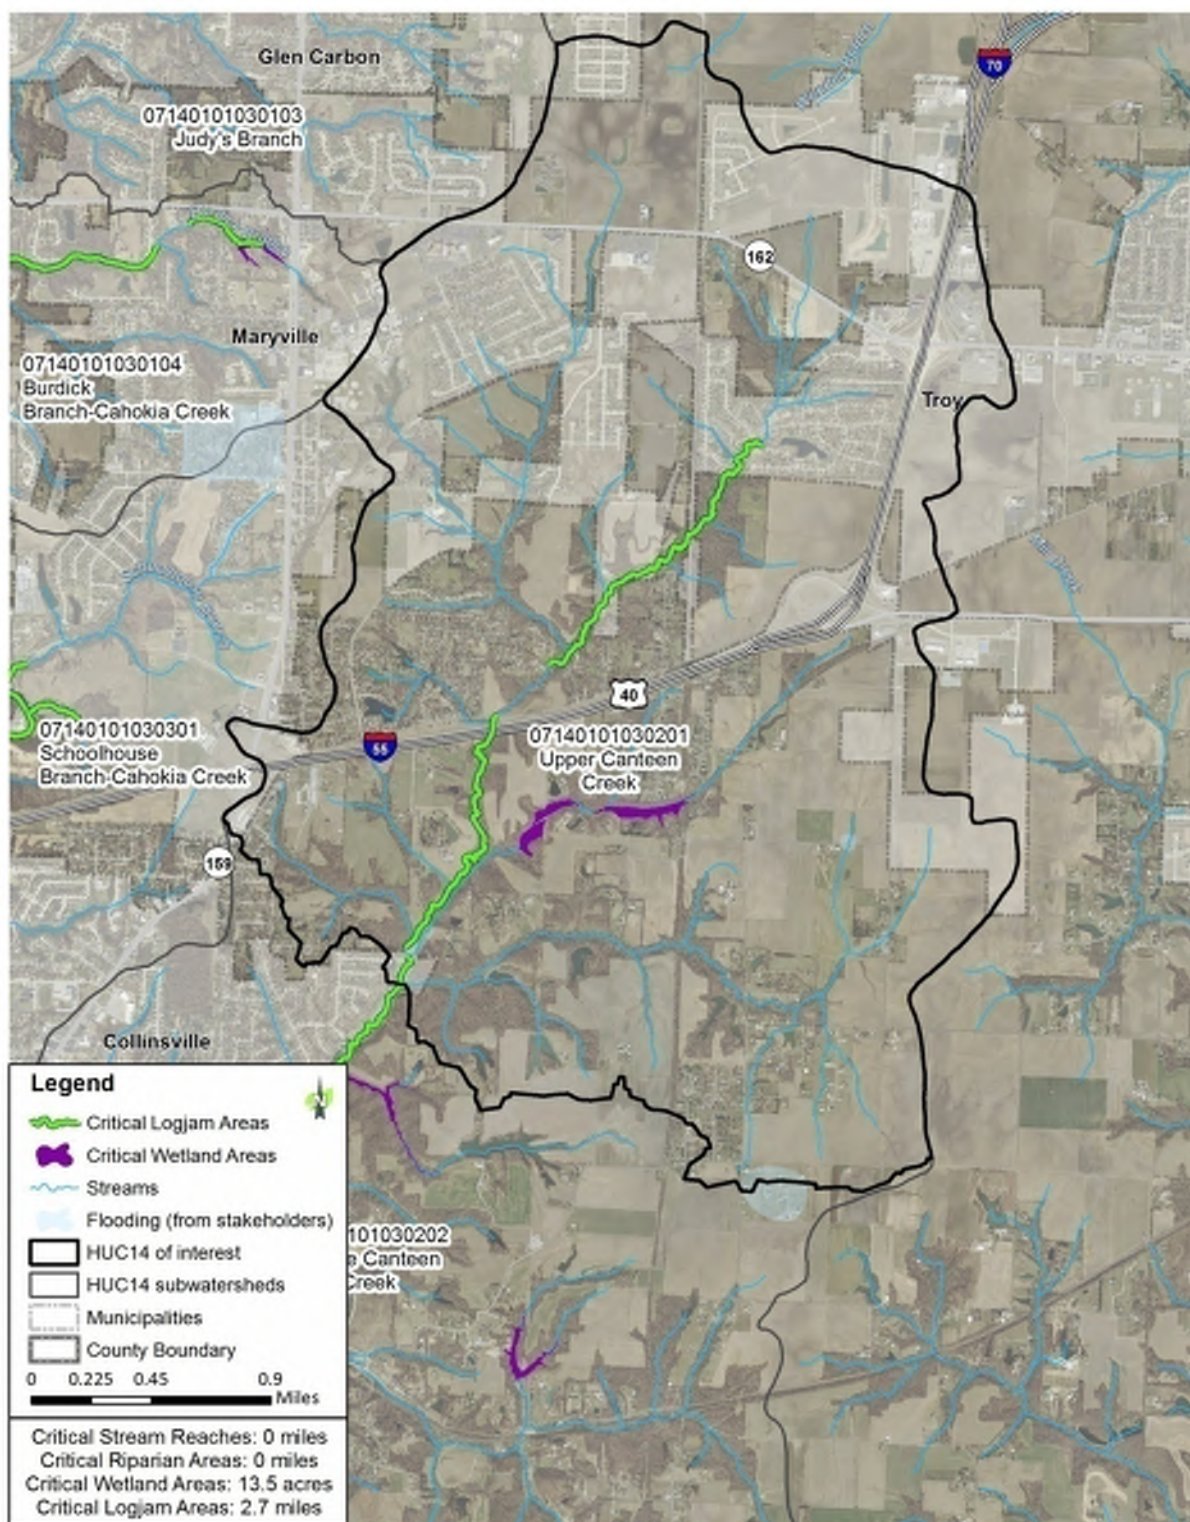 Glen Carbon
70
07140101030103
Judy's Branch
162
Maryville
07140101030104
Burdick
Branch-Cahokia Creek
Troy
40
07140101030301
Schoolhouse
Branch-Cahokia Creek
55
07140101030201
Upper Canteen
Creek
159
Collinsville
Legend
Critical Logjam Areas
Critical Wetland Areas
Streams
Flooding (from stakeholders)
HUC14 of interest
HUC14 subwatersheds
Municipalities
County Boundary
0 0.225 0.45 0.9
Miles
101030202
e Canteen
Creek
Critical Stream Reaches: 0 miles
Critical Riparian Areas: 0 miles
Critical Wetland Areas: 13.5 acres
Critical Logjam Areas: 2.7 miles